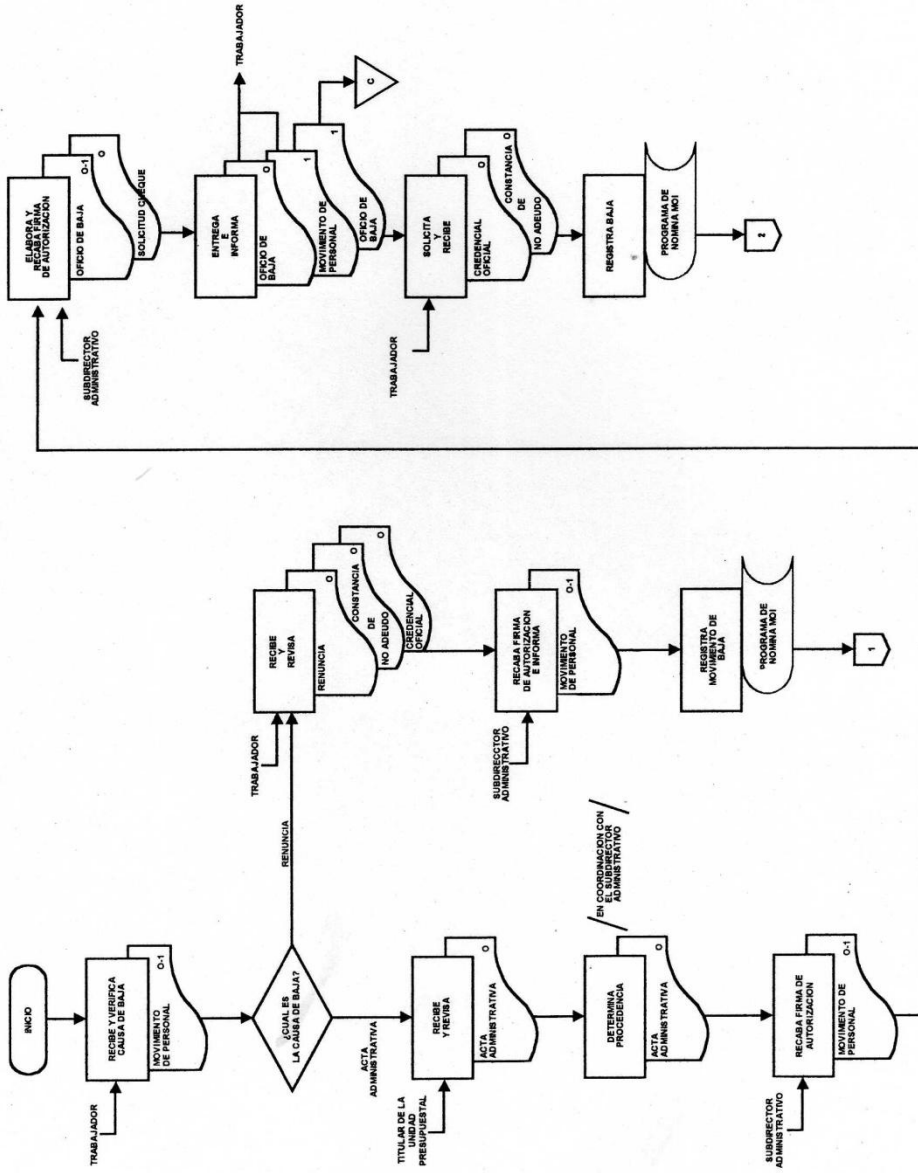 INICIO
TRABAJADOR
RECIBE Y VERIFICA
CAUSA DE BAJA
MOVIMIENTO
DE PERSONAL
O-1
¿CUAL ES
LA CAUSA DE BAJA?
RENUNCIA
ACTA
ADMINISTRATIVA
TITULAR DE LA
UNIDAD
PRESUPUESTAL
RECIBE
Y REVISA
ACTA
ADMINISTRATIVA
O
DETERMINA
PROCEDENCIA
ACTA
ADMINISTRATIVA
O
EN COORDINACION CON
EL SUBDIRECTOR
ADMINISTRATIVO
SUBDIRECTOR
ADMINISTRATIVO
RECABA FIRMA DE
AUTORIZACION
MOVIMIENTO DE
PERSONAL
O-1
TRABAJADOR
RECIBE
Y
REVISA
RENUNCIA
O
CONSTANCIA
DE
NO ADEUDO
O
CREDENCIAL
OFICIAL
O
SUBDIRECCTOR
ADMINISTRATIVO
RECABA FIRMA
DE AUTORIZACION
E INFORMA
MOVIMIENTO
DE PERSONAL
O-1
REGISTRA
MOVIMIENTO DE
BAJA
PROGRAMA DE
NOMINA MOI
1
SUBDIRECTOR
ADMINISTRATIVO
ELABORA Y
RECABA FIRMA
DE AUTORIZACION
OFICIO DE BAJA
O-1
SOLICITUD CHEQUE
O
ENTREGA
E
INFORMA
OFICIO DE
BAJA
O
MOVIMIENTO DE
PERSONAL
1
OFICIO DE
BAJA
1
TRABAJADOR
C
TRABAJADOR
SOLICITA
Y
RECIBE
CREDENCIAL
OFICIAL
O
CONSTANCIA
DE
NO ADEUDO
O
REGISTRA BAJA
PROGRAMA DE
NOMINA MOI
2